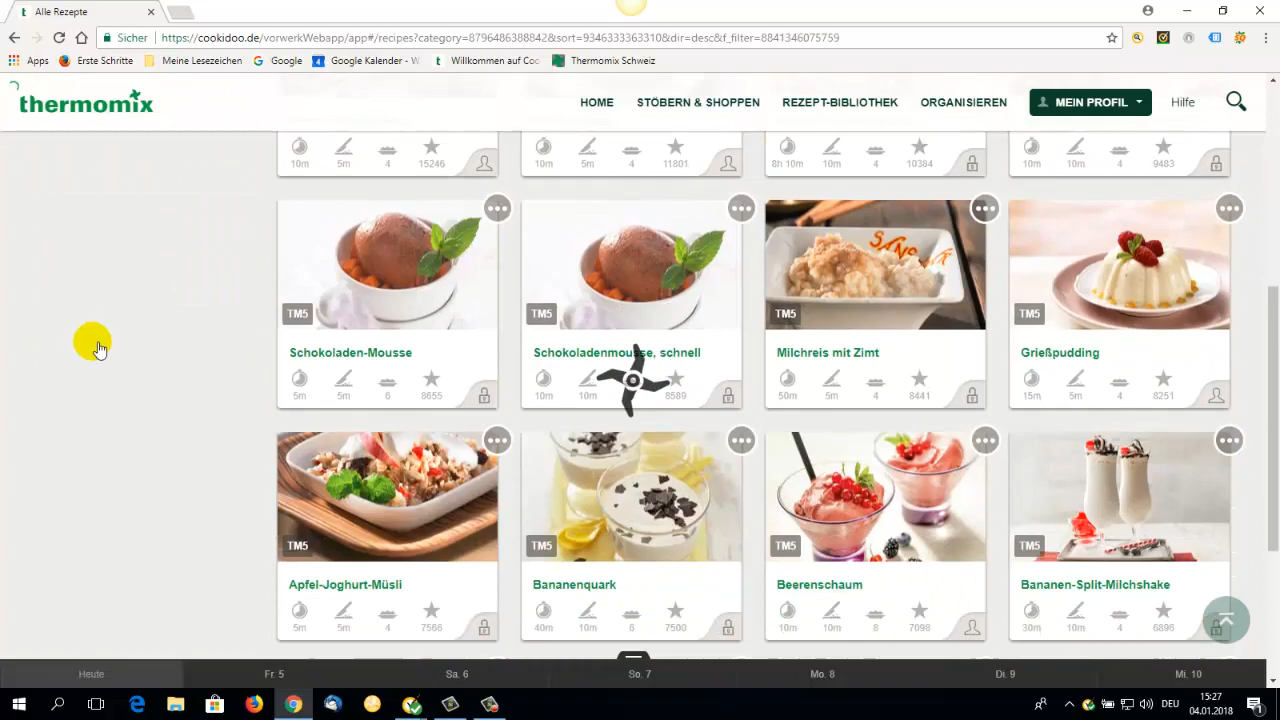 Alle Rezepte
Sicher https://cookidoo.de/vorwerkWebapp/app#/recipes?category=8796486388842&sort=9346333363310&dir=desc&f_filter=8841346075759
Apps Erste Schritte Meine Lesezeichen Google Google Kalender - W Willkommen auf Coo Thermomix Schweiz
thermomix HOME STÖBERN & SHOPPEN REZEPT-BIBLIOTHEK ORGANISIEREN MEIN PROFIL Hilfe
10m 5m 4 15246 10m 5m 4 11801 8h 10m 10m 4 10384 10m 10m 4 9483
TM5 TM5 SANSI TM5 TM5
Schokoladen-Mousse Schokoladenmousse, schnell Milchreis mit Zimt Grießpudding
5m 5m 6 8655 10m 10m 8589 50m 5m 4 8441 15m 5m 4 8251
TM5 TM5 TM5 TM5
Apfel-Joghurt-Müsli Bananenquark Beerenschaum Bananen-Split-Milchshake
5m 5m 4 7566 40m 10m 6 7500 10m 10m 8 7098 30m 10m 4 6896
Heute Fr. 5 Sa. 6 So. 7 Mo. 8 Di. 9 Mi. 10
DEU 15:27
04.01.2018
1